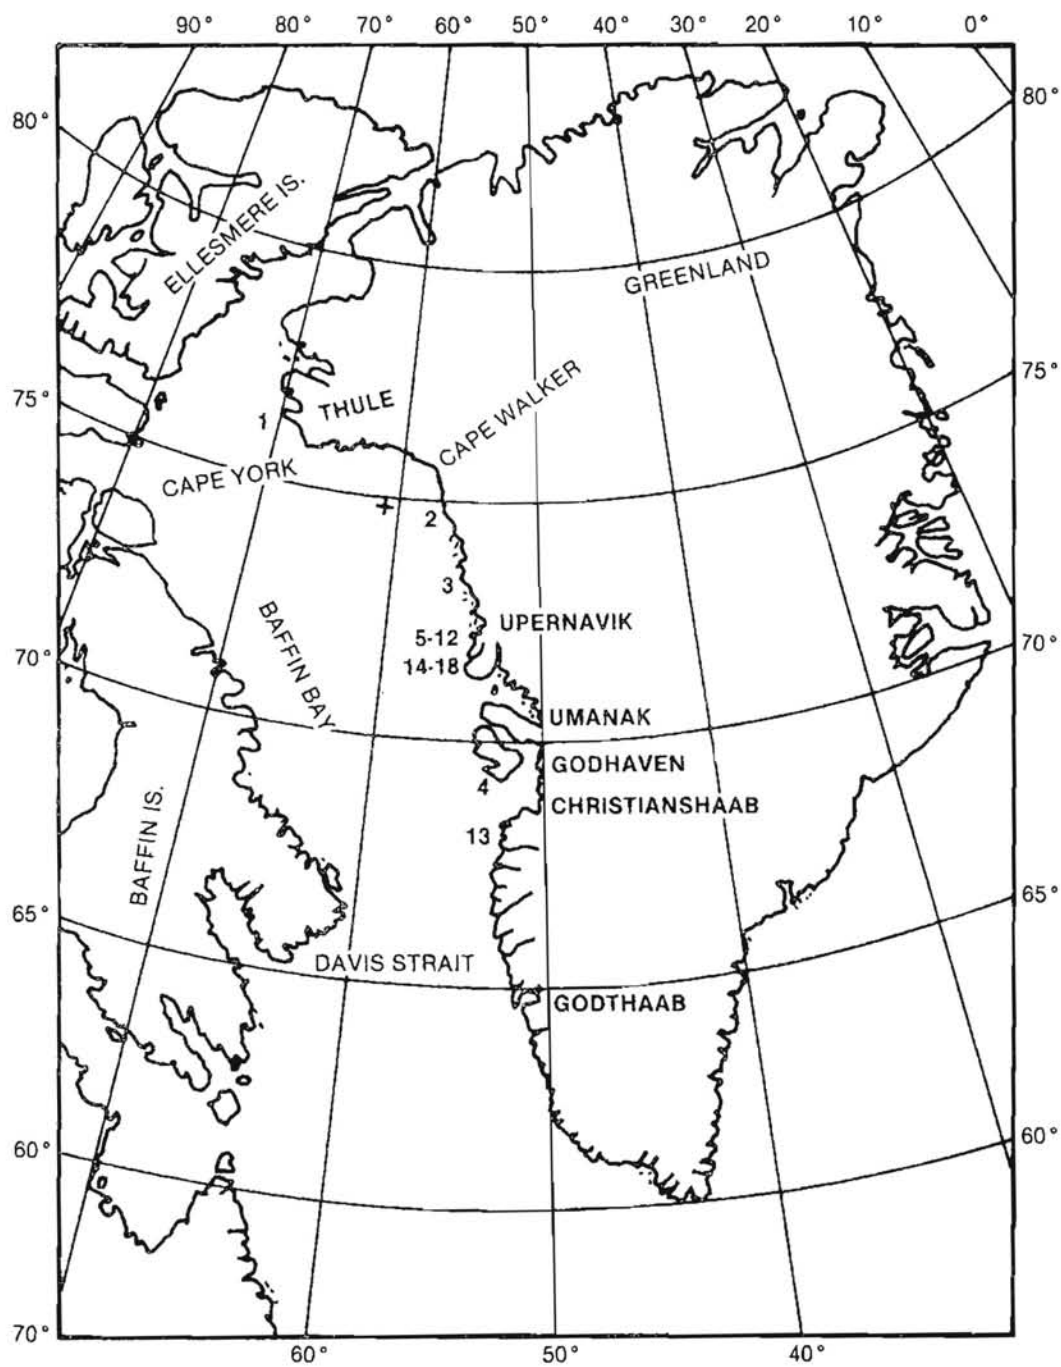 90° 80° 70° 60° 50° 40° 30° 20° 10° 0°
80° 80°
ELLESMERE IS.
GREENLAND
75° 75°
THULE
1
CAPE WALKER
CAPE YORK
+
2
3
BAFFIN BAY
UPERNAVIK
5-12
14-18
70° 70°
UMANAK
GODHAVEN
4
CHRISTIANSHAAB
BAFFIN IS.
13
65° 65°
DAVIS STRAIT
GODTHAAB
60° 60°
70°
60° 50° 40°